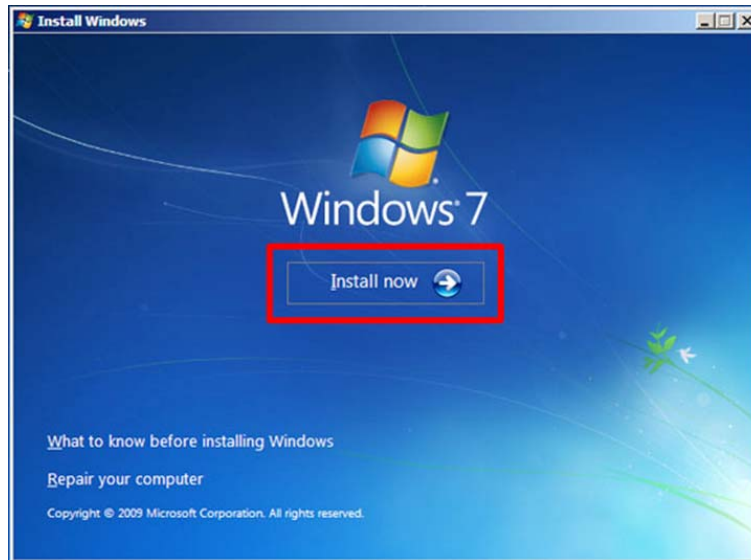 Install Windows
Windows® 7
Install now
What to know before installing Windows
Repair your computer
Copyright © 2009 Microsoft Corporation. All rights reserved.